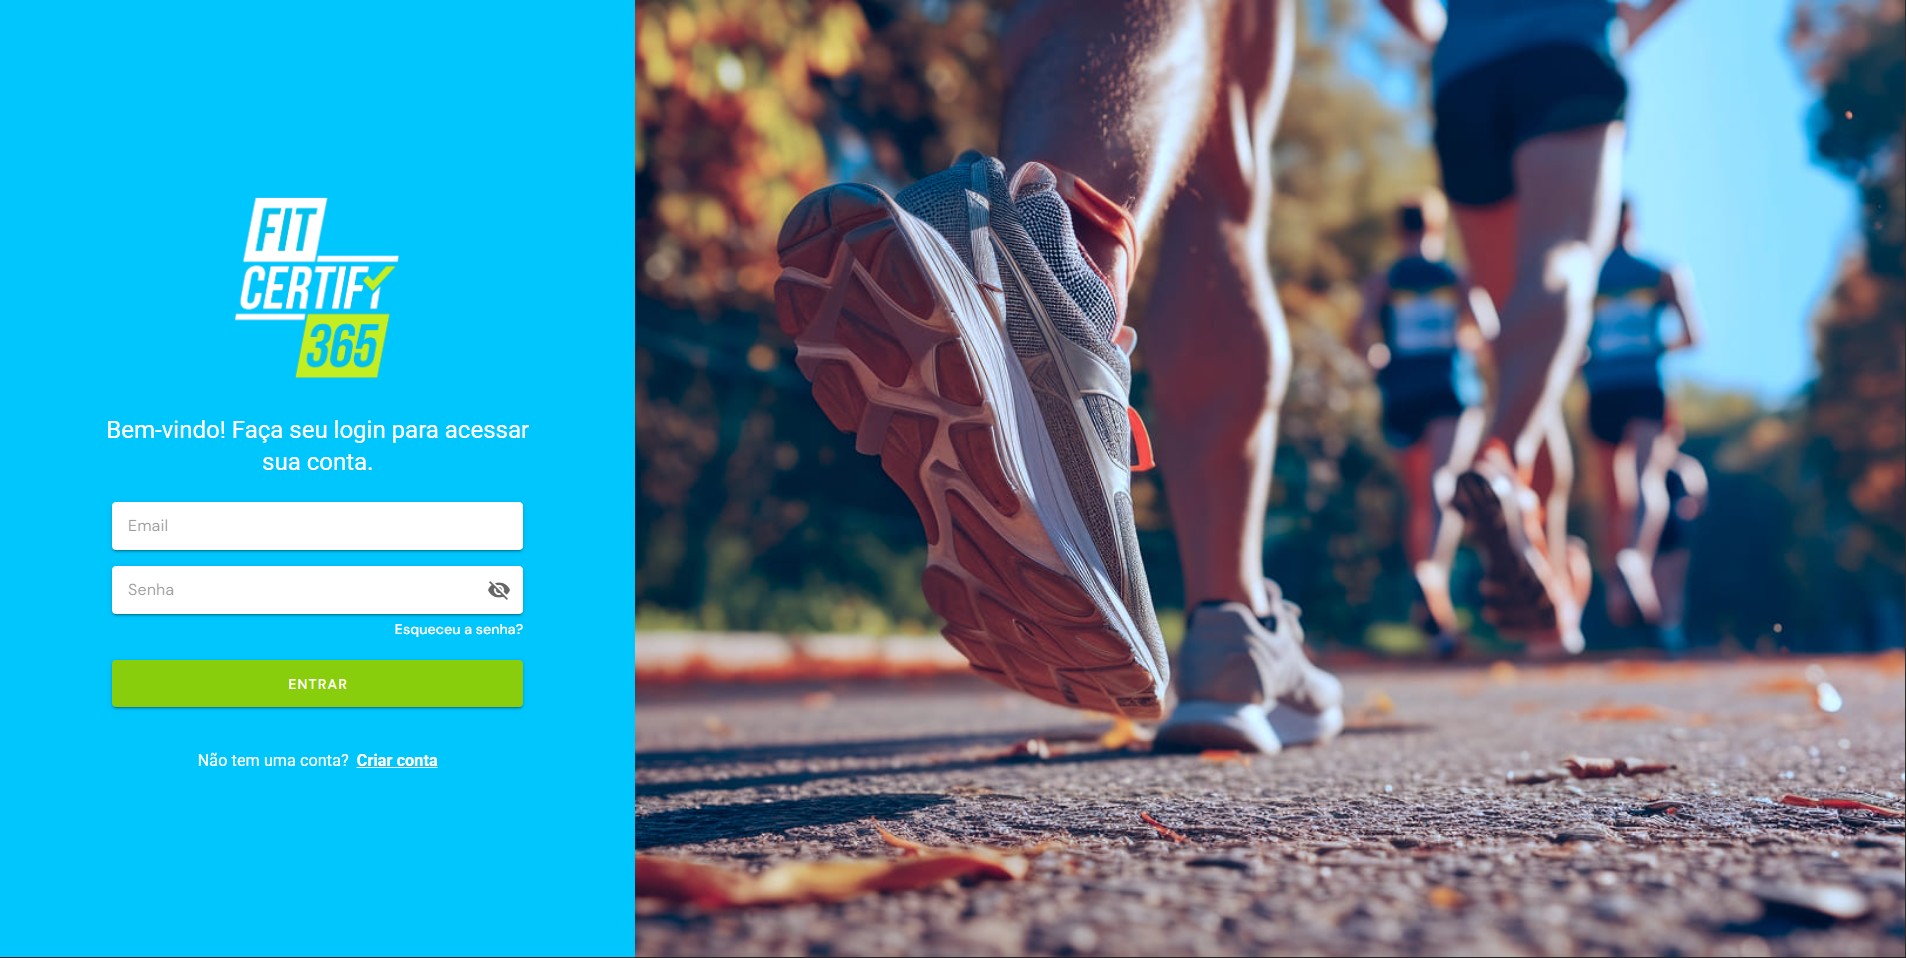 FIT
CERTIFY
365
Bem-vindo! Faça seu login para acessar
sua conta.
Email
Senha
Esqueceu a senha?
ENTRAR
Não tem uma conta? Criar conta